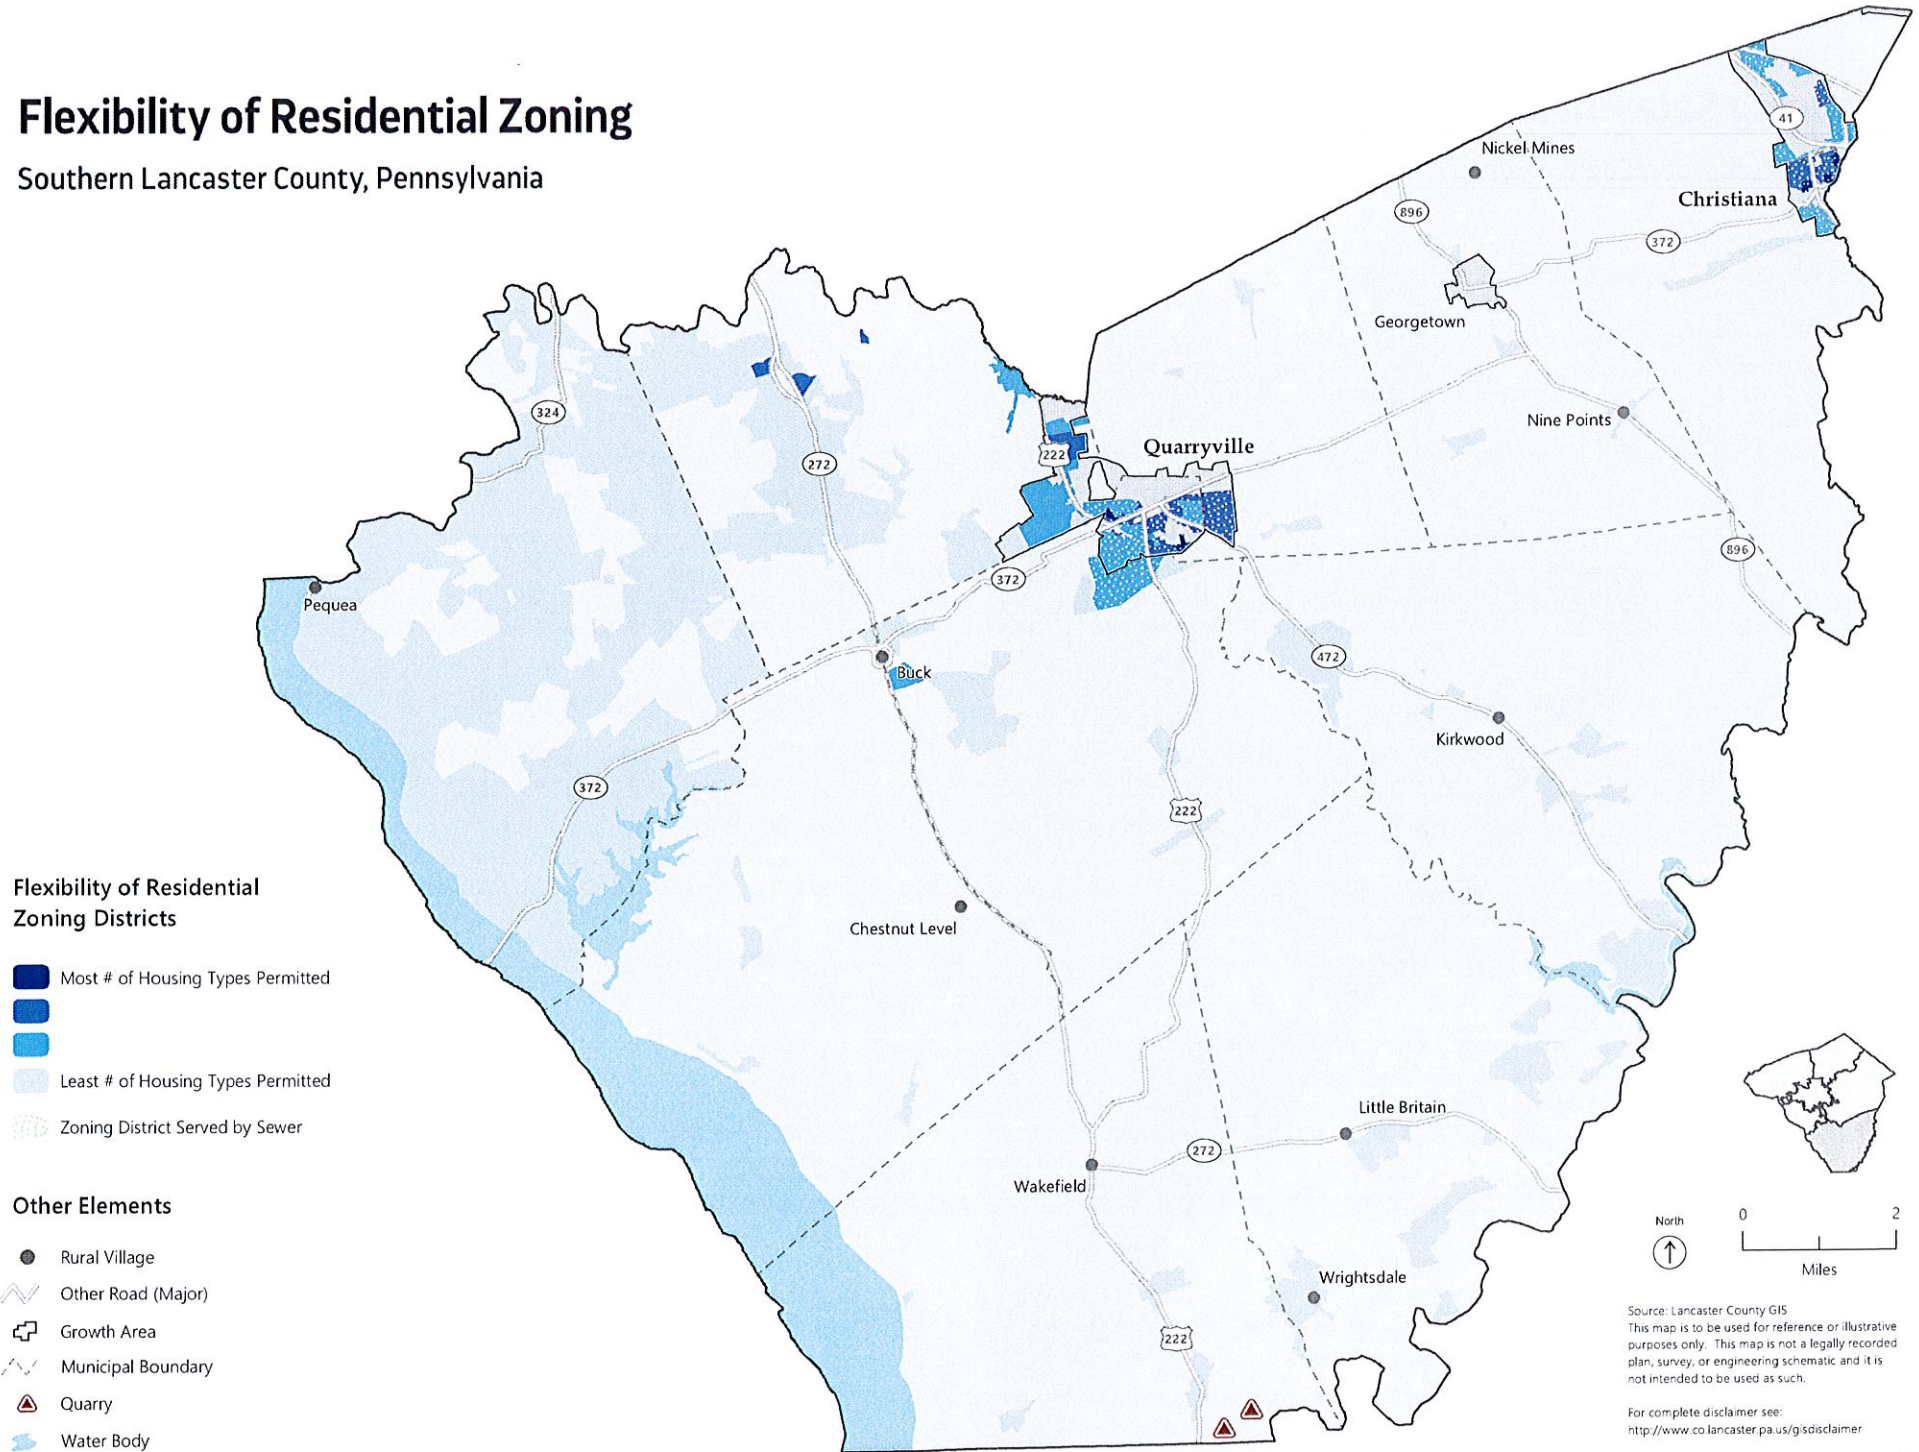 Flexibility of Residential Zoning
Southern Lancaster County, Pennsylvania
Nickel Mines
41
Christiana
896
372
Georgetown
324
Nine Points
272
222
Quarryville
896
372
Pequea
Buck
472
Kirkwood
372
222
Chestnut Level
Little Britain
272
Wakefield
Wrightsdale
222
Flexibility of Residential
Zoning Districts
Most # of Housing Types Permitted
Least # of Housing Types Permitted
Zoning District Served by Sewer
Other Elements
Rural Village
Other Road (Major)
Growth Area
Municipal Boundary
Quarry
Water Body
North
0
2
Miles
Source: Lancaster County GIS
This map is to be used for reference or illustrative
purposes only. This map is not a legally recorded
plan, survey, or engineering schematic and it is
not intended to be used as such.
For complete disclaimer see:
http://www.co.lancaster.pa.us/gisdisclaimer